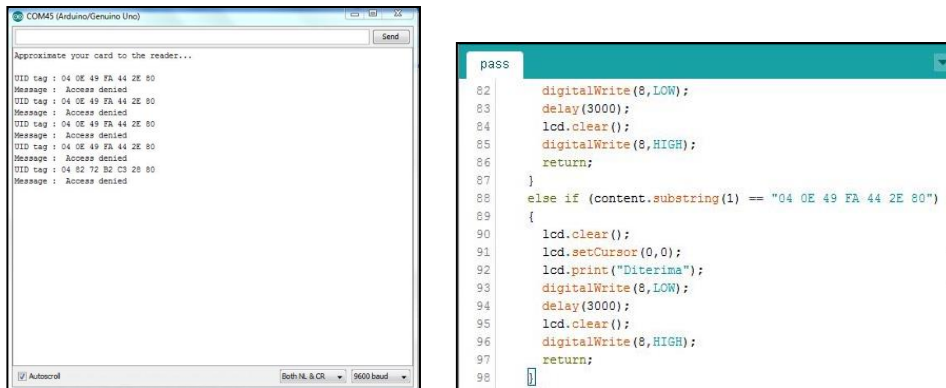 COM45 (Arduino/Genuino Uno)
Send
Approximate your card to the reader...
UID tag : 04 0E 49 FA 44 2E 80
Message :  Access denied
UID tag : 04 0E 49 FA 44 2E 80
Message :  Access denied
UID tag : 04 0E 49 FA 44 2E 80
Message :  Access denied
UID tag : 04 0E 49 FA 44 2E 80
Message :  Access denied
UID tag : 04 82 72 B2 C3 28 80
Message :  Access denied
Autoscroll
Both NL & CR
9600 baud
pass
82 digitalWrite(8,LOW);
83 delay(3000);
84 lcd.clear();
85 digitalWrite(8,HIGH);
86 return;
87 }
88 else if (content.substring(1) == "04 0E 49 FA 44 2E 80")
89 {
90 lcd.clear();
91 lcd.setCursor(0,0);
92 lcd.print("Diterima");
93 digitalWrite(8,LOW);
94 delay(3000);
95 lcd.clear();
96 digitalWrite(8,HIGH);
97 return;
98 }